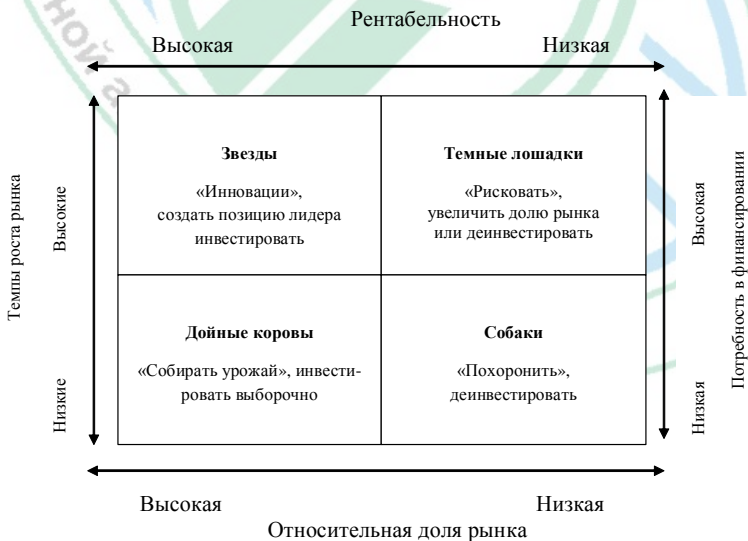 Рентабельность
Высокая Низкая
Темпы роста рынка
Высокие
Низкие
Звезды
«Инновации»,
создать позицию лидера
инвестировать
Темные лошадки
«Рисковать»,
увеличить долю рынка
или деинвестировать
Дойные коровы
«Собирать урожай», инвести-
ровать выборочно
Собаки
«Похоронить»,
деинвестировать
Высокая
Низкая
Потребность в финансировании
Высокая Низкая
Относительная доля рынка